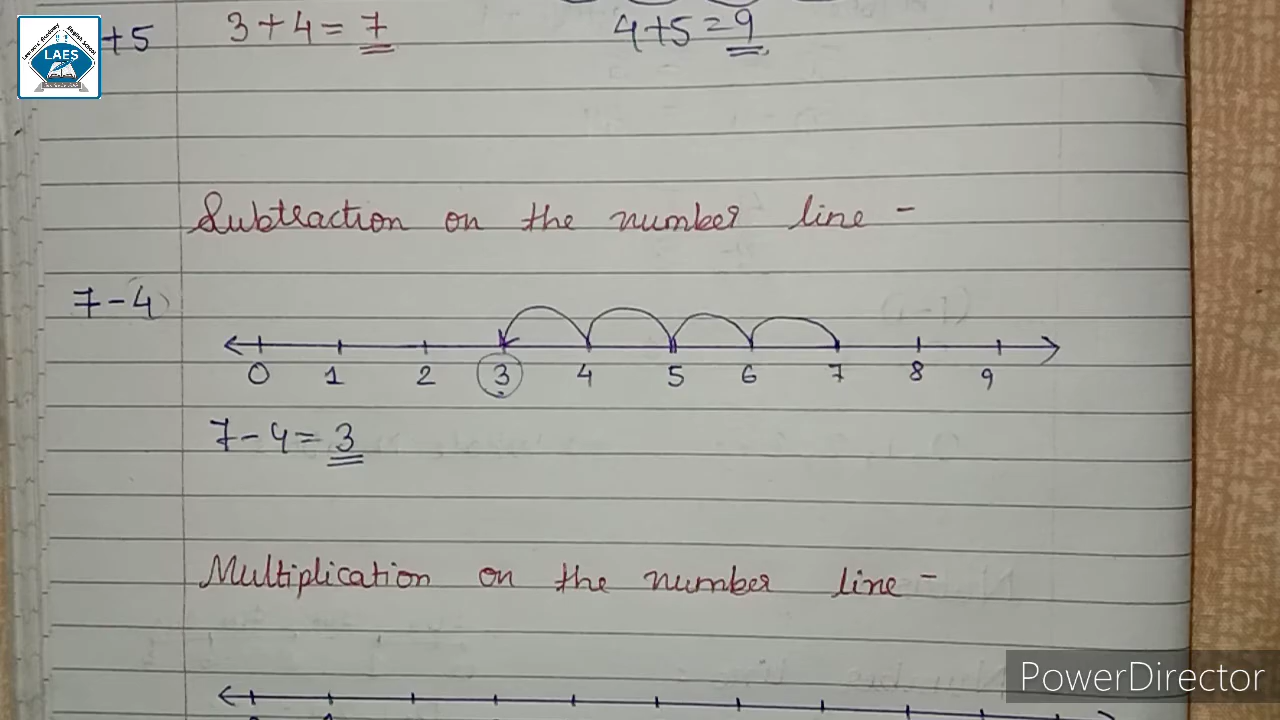 +5 3+4=7 4+5=9
LAES
Subtraction on the number line -
7-4
0 1 2 3 4 5 6 7 8 9
7-4=3
Multiplication on the number line -
PowerDirector